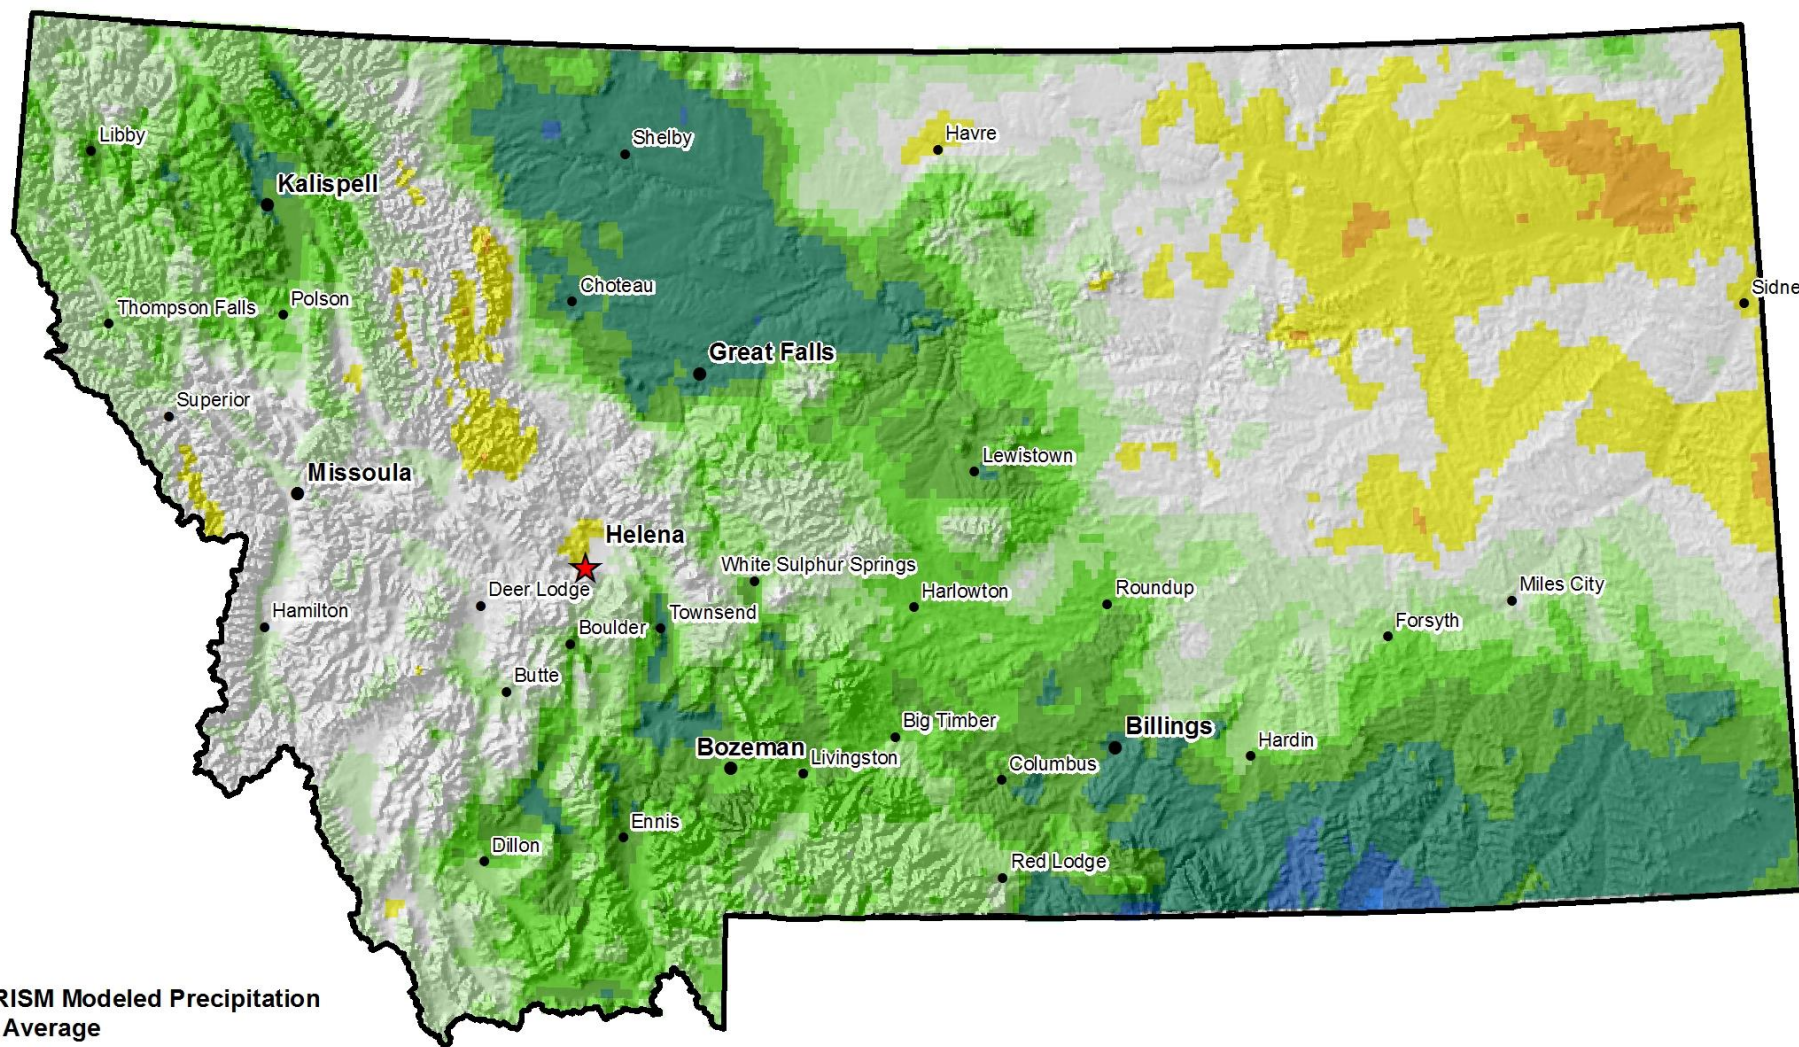 Libby
Shelby
Havre
Kalispell
Choteau
Sidne
Thompson Falls
Polson
Great Falls
Superior
Lewistown
Missoula
Helena
White Sulphur Springs
Deer Lodge
Harlowton
Roundup
Miles City
Hamilton
Townsend
Forsyth
Boulder
Butte
Big Timber
Billings
Bozeman
Livingston
Columbus
Hardin
Ennis
Dillon
Red Lodge
RISM Modeled Precipitation
Average